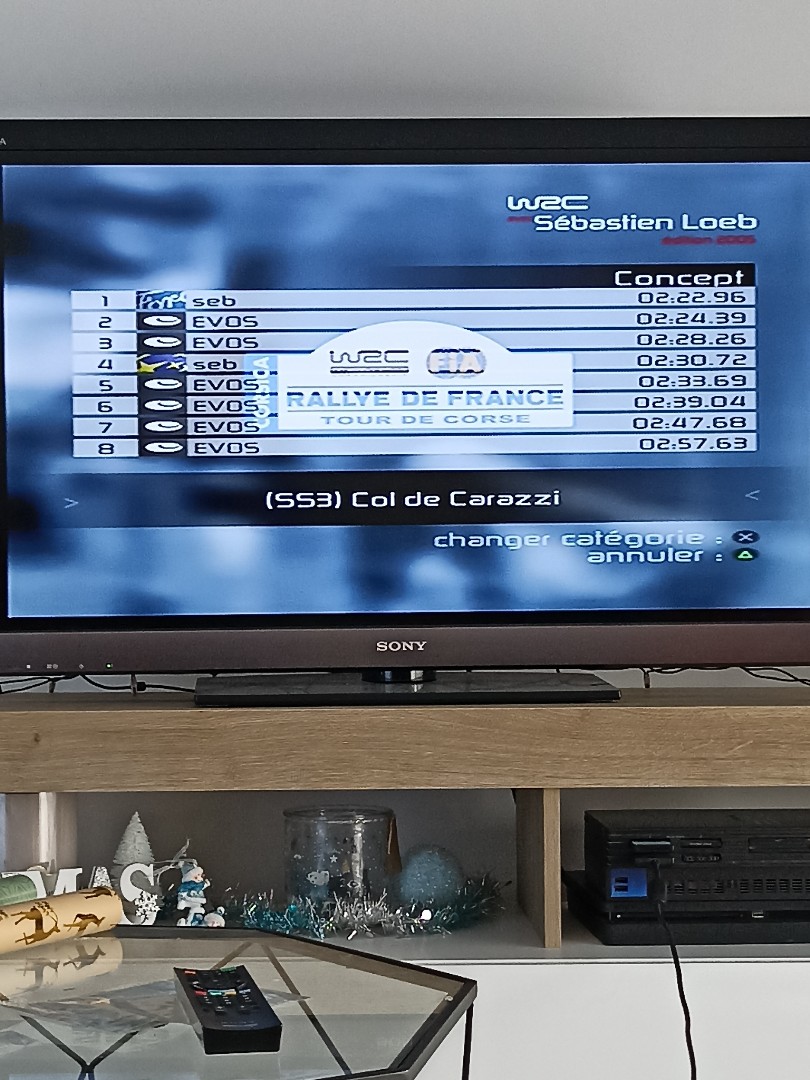 WRC
Sébastien Loeb
édition 2005
Concept
1 seb 02:22.96
2 EVOS 02:24.39
3 EVOS 02:28.26
4 seb 02:30.72
5 EVOS 02:33.69
6 EVOS 02:39.04
7 EVOS 02:47.68
8 EVOS 02:57.63
WRC FIA
CORSICA
RALLYE DE FRANCE
TOUR DE CORSE
> (SS3) Col de Carazzi <
changer catégorie :
annuler :
SONY
MAS